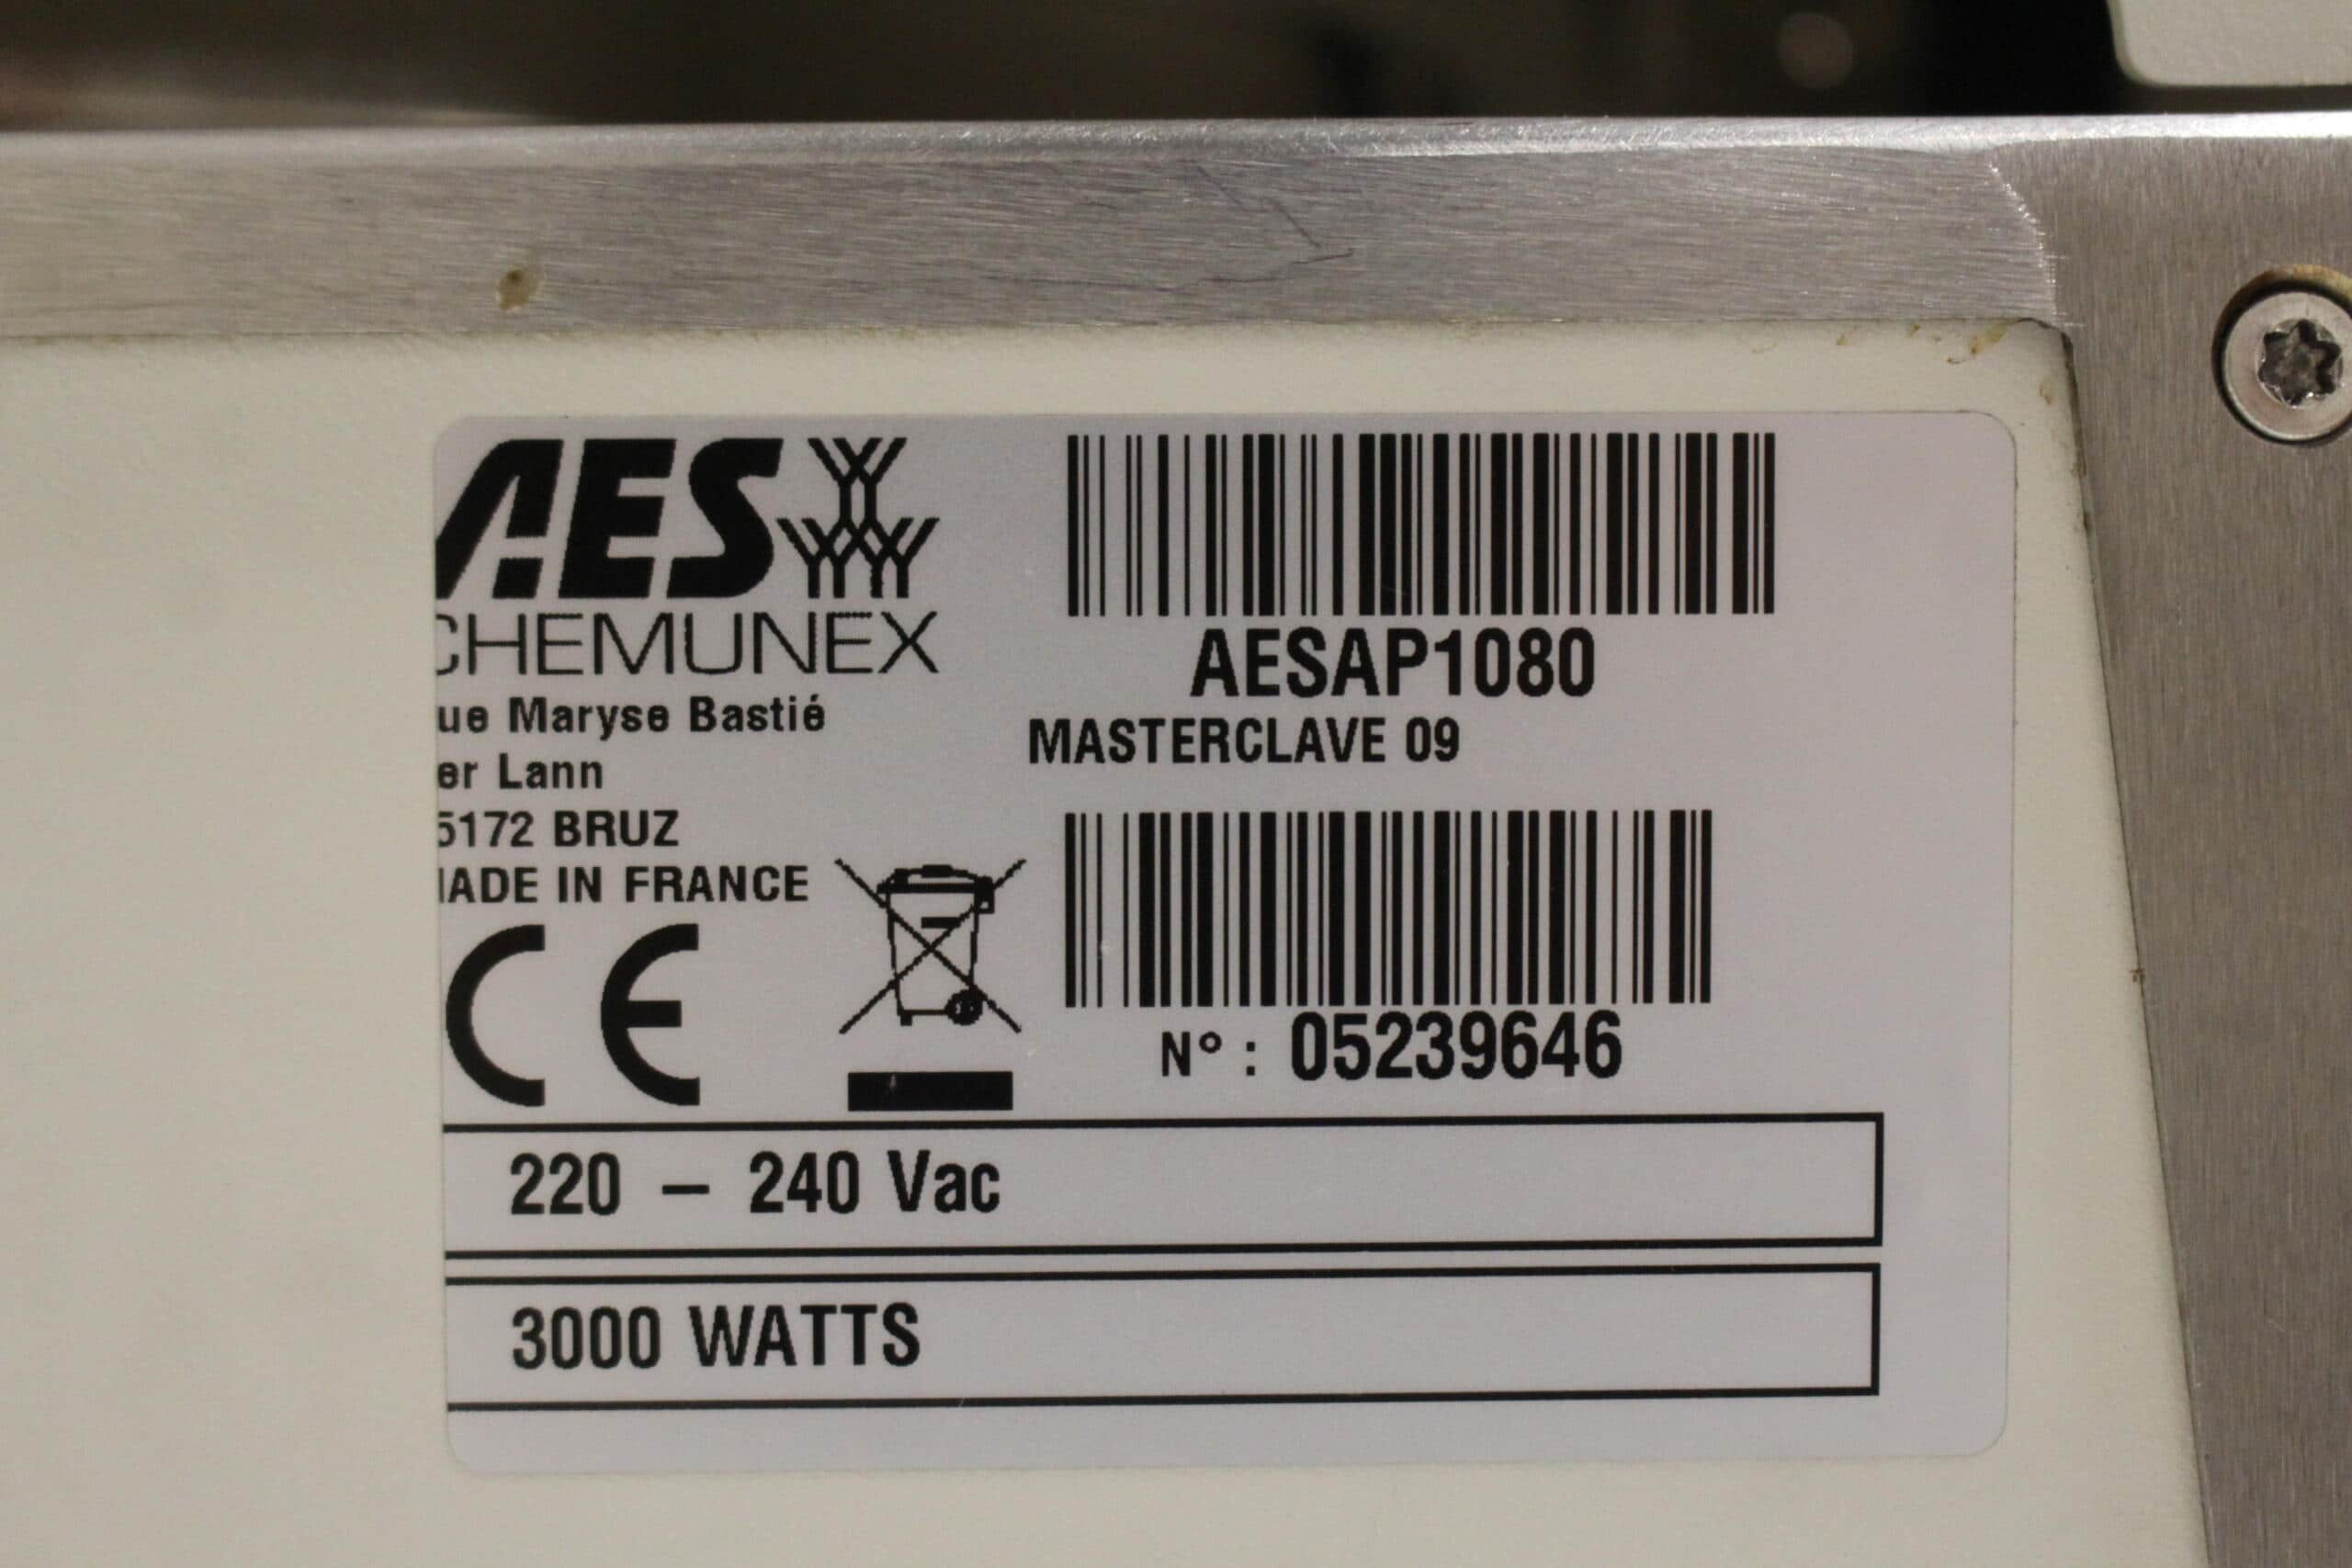 AES
CHEMUNEX
ue Maryse Bastié
er Lann
5172 BRUZ
MADE IN FRANCE
CE
AESAP1080
MASTERCLAVE 09
N° : 05239646
220 – 240 Vac
3000 WATTS